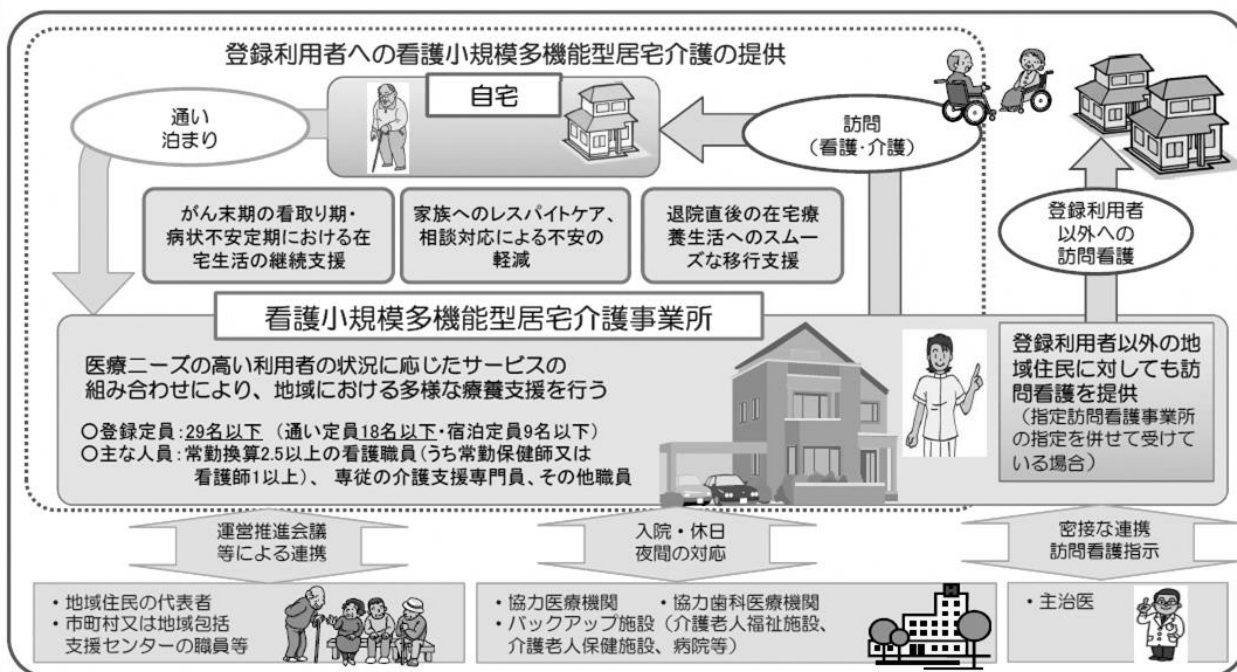 登録利用者への看護小規模多機能型居宅介護の提供
自宅
通い
泊まり
訪問
（看護・介護）
がん末期の看取り期・
病状不安定期における在
宅生活の継続支援
家族へのレスパイトケア、
相談対応による不安の
軽減
退院直後の在宅療
養生活へのスムー
ズな移行支援
登録利用者
以外への
訪問看護
看護小規模多機能型居宅介護事業所
医療ニーズの高い利用者の状況に応じたサービスの
組み合わせにより、地域における多様な療養支援を行う
○登録定員：29名以下（通い定員18名以下・宿泊定員9名以下）
○主な人員：常勤換算2.5以上の看護職員（うち常勤保健師又は
看護師1以上）、専従の介護支援専門員、その他職員
登録利用者以外の地
域住民に対しても訪
問看護を提供
（指定訪問看護事業所
の指定を併せて受けて
いる場合）
運営推進会議
等による連携
入院・休日
夜間の対応
密接な連携
訪問看護指示
・地域住民の代表者
・市町村又は地域包括
支援センターの職員等
・協力医療機関　・協力歯科医療機関
・バックアップ施設（介護老人福祉施設、
介護老人保健施設、病院等）
・主治医
H